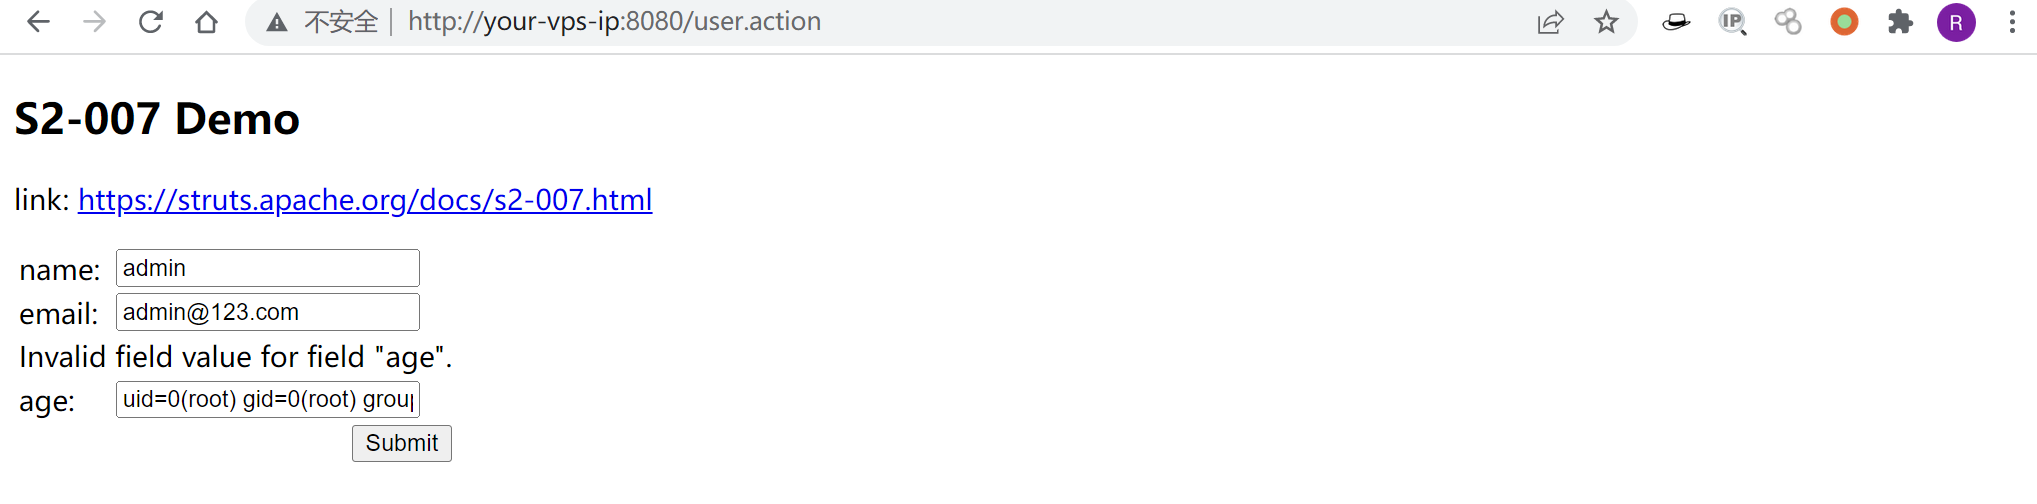 不安全 http://your-vps-ip:8080/user.action
IP
R
S2-007 Demo
link: https://struts.apache.org/docs/s2-007.html
name: admin
email: admin@123.com
Invalid field value for field "age".
age: uid=0(root) gid=0(root)
Submit